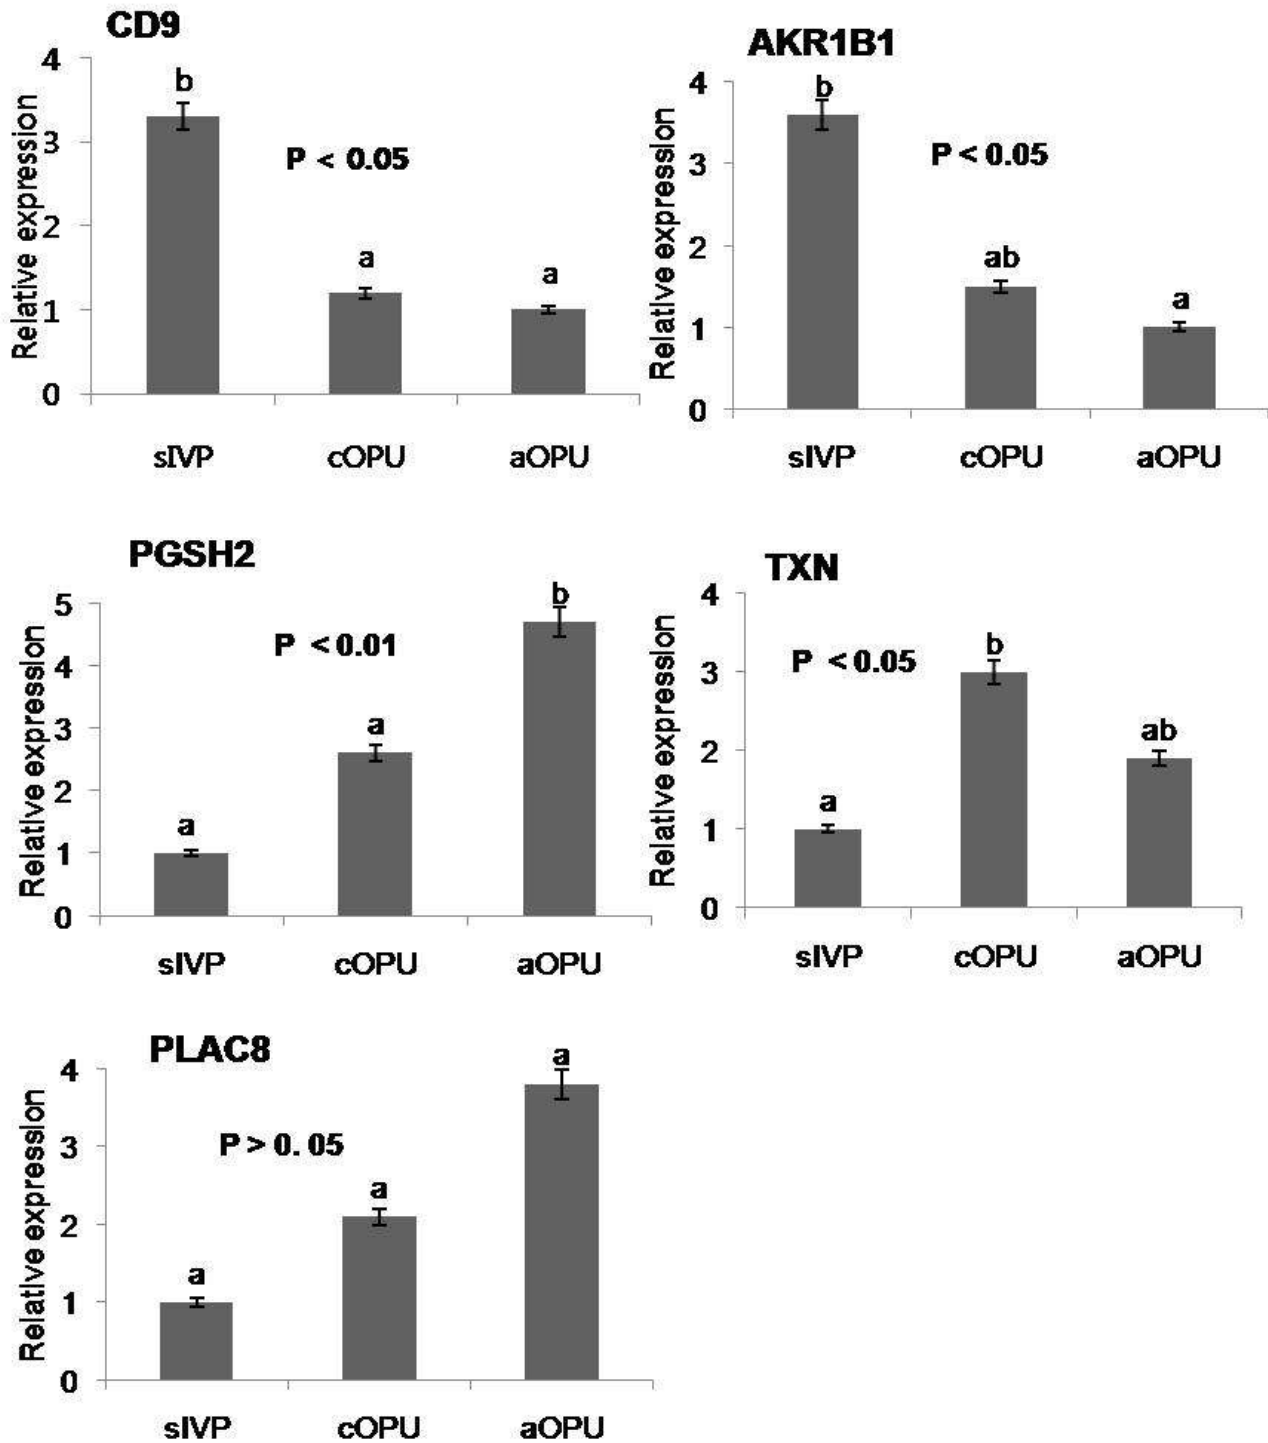 CD9
4
3
2
1
0
Relative expression
b
a
a
P < 0.05
sIVP cOPU aOPU
AKR1B1
4
3
2
1
0
Relative expression
b
ab
a
P < 0.05
sIVP cOPU aOPU
PGSH2
5
4
3
2
1
0
Relative expression
a
a
b
P < 0.01
sIVP cOPU aOPU
TXN
4
3
2
1
0
Relative expression
a
b
ab
P < 0.05
sIVP cOPU aOPU
PLAC8
4
3
2
1
0
Relative expression
a
a
a
P > 0. 05
sIVP cOPU aOPU